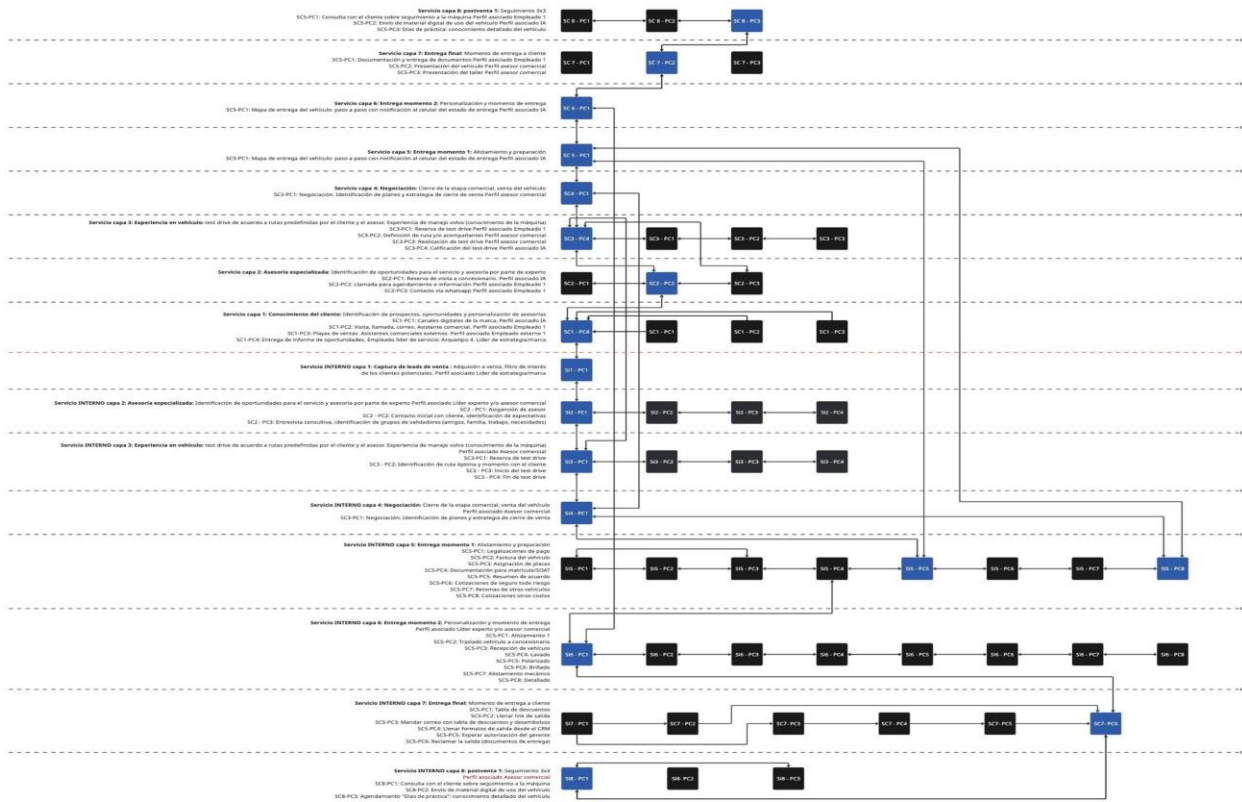 Servicio capa 8: postventa 1: Seguimiento 3x3
SC5-PC1: Consulta con el cliente sobre seguimiento a la máquina Perfil asociado Empleado 1
SC5-PC2: Envío de material digital de uso del vehículo Perfil asociado IA
SC5-PC3: Días de práctica: conocimiento detallado del vehículo
SC 8 - PC1
SC 8 - PC2
SC 8 - PC3
Servicio capa 7: Entrega final: Momento de entrega a cliente
SC5-PC1: Documentación y entrega de documentos Perfil asociado Empleado 1
SC5-PC2: Presentación del vehículo Perfil asesor comercial
SC5-PC3: Presentación del taller Perfil asesor comercial
SC 7 - PC1
SC 7 - PC2
SC 7 - PC3
Servicio capa 6: Entrega momento 2: Personalización y momento de entrega
SC5-PC1: Mapa de entrega del vehículo: paso a paso con notificación al celular del estado de entrega Perfil asociado IA
SC 6 - PC1
Servicio capa 5: Entrega momento 1: Alistamiento y preparación
SC5-PC1: Mapa de entrega del vehículo: paso a paso con notificación al celular del estado de entrega Perfil asociado IA
SC 5 - PC1
Servicio capa 4: Negociación: Cierre de la etapa comercial, venta del vehículo
SC3-PC1: Negociación: Identificación de planes y estrategia de cierre de venta Perfil asesor comercial
SC4 - PC1
Servicio capa 3: Experiencia en vehículo: test drive de acuerdo a rutas predefinidas por el cliente y el asesor. Experiencia de manejo volvo (conocimiento de la máquina)
SC3-PC1: Reserva de test drive Perfil asociado Empleado 1
SC3-PC2: Definición de ruta y/o acompañantes Perfil asesor comercial
SC3-PC3: Realización de test drive Perfil asesor comercial
SC3-PC4: Calificación del test-drive Perfil asociado IA
SC3 - PC4
SC3 - PC1
SC3 - PC2
SC3 - PC3
Servicio capa 2: Asesoría especializada: Identificación de oportunidades para el servicio y asesoría por parte de experto
SC2-PC1: Reserva de visita a concesionario. Perfil asociado IA
SC2-PC2: Llamada para agendamiento e información Perfil asociado Empleado 1
SC2-PC3: Contacto via whatsapp Perfil asociado Empleado 1
SC2 - PC1
SC2 - PC2
SC2 - PC3
Servicio capa 1: Conocimiento del cliente: Identificación de prospectos, oportunidades y personalización de asesorías
SC1-PC1: Canales digitales de la marca, Perfil asociado IA
SC1-PC2: Visita, llamada, correo. Asistente comercial. Perfil asociado Empleado 1
SC1-PC3: Playas de ventas. Asistentes comerciales externos. Perfil asociado Empleado externo 1
SC1-PC4: Entrega de informe de oportunidades. Empleado líder de servicio: Arquetipo 4. Líder de estrategia/marca
SC1 - PC4
SC1 - PC1
SC1 - PC2
SC1 - PC3
Servicio INTERNO capa 1: Captura de leads de venta : Adquisión a venta, filtro de interés
de los clientes potenciales. Perfil asociado Líder de estrategia/marca
SI1 - PC1
Servicio INTERNO capa 2: Asesoría especializada: Identificación de oportunidades para el servicio y asesoría por parte de experto Perfil asociado Líder experto y/o asesor comercial
SC2 - PC1: Asignación de asesor
SC2 - PC2: Contacto inicial con cliente, identificación de expectativas
SC2 - PC3: Entrevista consultiva, identificación de grupos de validadores (amigos, familia, trabajo, necesidades)
SI2 - PC1
SI2 - PC2
SI2 - PC3
SI2 - PC4
Servicio INTERNO capa 3: Experiencia en vehículo: test drive de acuerdo a rutas predefinidas por el cliente y el asesor. Experiencia de manejo volvo (conocimiento de la máquina)
Perfil asociado Asesor comercial
SC3-PC1: Reserva de test drive
SC3 - PC2: Identificación de ruta óptima y momento con el cliente
SC3 - PC3: Inicio del test drive
SC3 - PC4: Fin de test drive
SI3 - PC1
SI3 - PC2
SI3 - PC3
SI3 - PC4
Servicio INTERNO capa 4: Negociación: Cierre de la etapa comercial, venta del vehículo
Perfil asociado Asesor comercial
SC3-PC1: Negociación: Identificación de planes y estrategia de cierre de venta
SI4 - PC1
Servicio INTERNO capa 5: Entrega momento 1: Alistamiento y preparación
SC5-PC1: Legalizaciones de pago
SC5-PC2: Factura del vehículo
SC5-PC3: Asignación de placas
SC5-PC4: Documentación para matrícula/SOAT
SC5-PC5: Resumen de acuerdo
SC5-PC6: Cotizaciones de seguro todo riesgo
SC5-PC7: Retomas de otros vehículos
SC5-PC8: Cotizaciones otros costos
SI5 - PC1
SI5 - PC2
SI5 - PC3
SI5 - PC4
SI5 - PC5
SI5 - PC6
SI5 - PC7
SI5 - PC8
Servicio INTERNO capa 6: Entrega momento 2: Personalización y momento de entrega
Perfil asociado Líder experto y/o asesor comercial
SC5-PC1: Alistamiento 1
SC5-PC2: Traslado vehículo a concesionario
SC5-PC3: Recepción de vehículo
SC5-PC4: Lavado
SC5-PC5: Polarizado
SC5-PC6: Brillado
SC5-PC7: Alistamiento mecánico
SC5-PC8: Detallado
SI6 - PC1
SI6 - PC2
SI6 - PC3
SI6 - PC4
SI6 - PC5
SI6 - PC6
SI6 - PC7
SI6 - PC8
Servicio INTERNO capa 7: Entrega final: Momento de entrega a cliente
SC5-PC1: Tabla de descuentos
SC5-PC2: Llenar link de salida
SC5-PC3: Mandar correo con tabla de descuentos y desembolsos
SC5-PC4: Llenar formatos de salida desde el CRM
SC5-PC5: Esperar autorización del gerente
SC5-PC6: Reclamar la salida (documentos de entrega)
SI7 - PC1
SC7 - PC2
SC7- PC3
SC7 - PC4
SC7- PC5
SC7- PC6
Servicio INTERNO capa 8: postventa 1: Seguimiento 3x3
Perfil asociado Asesor comercial
SC8-PC1: Consulta con el cliente sobre seguimiento a la máquina
SC8-PC2: Envío de material digital de uso del vehículo
SC8-PC3: Agendamiento "Días de práctica": conocimiento detallado del vehículo
SI8 - PC1
SI8- PC2
SI8 - PC3